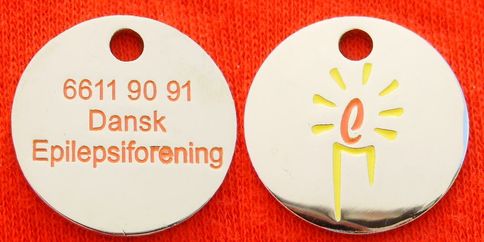 6611 90 91
Dansk
Epilepsiforening
e